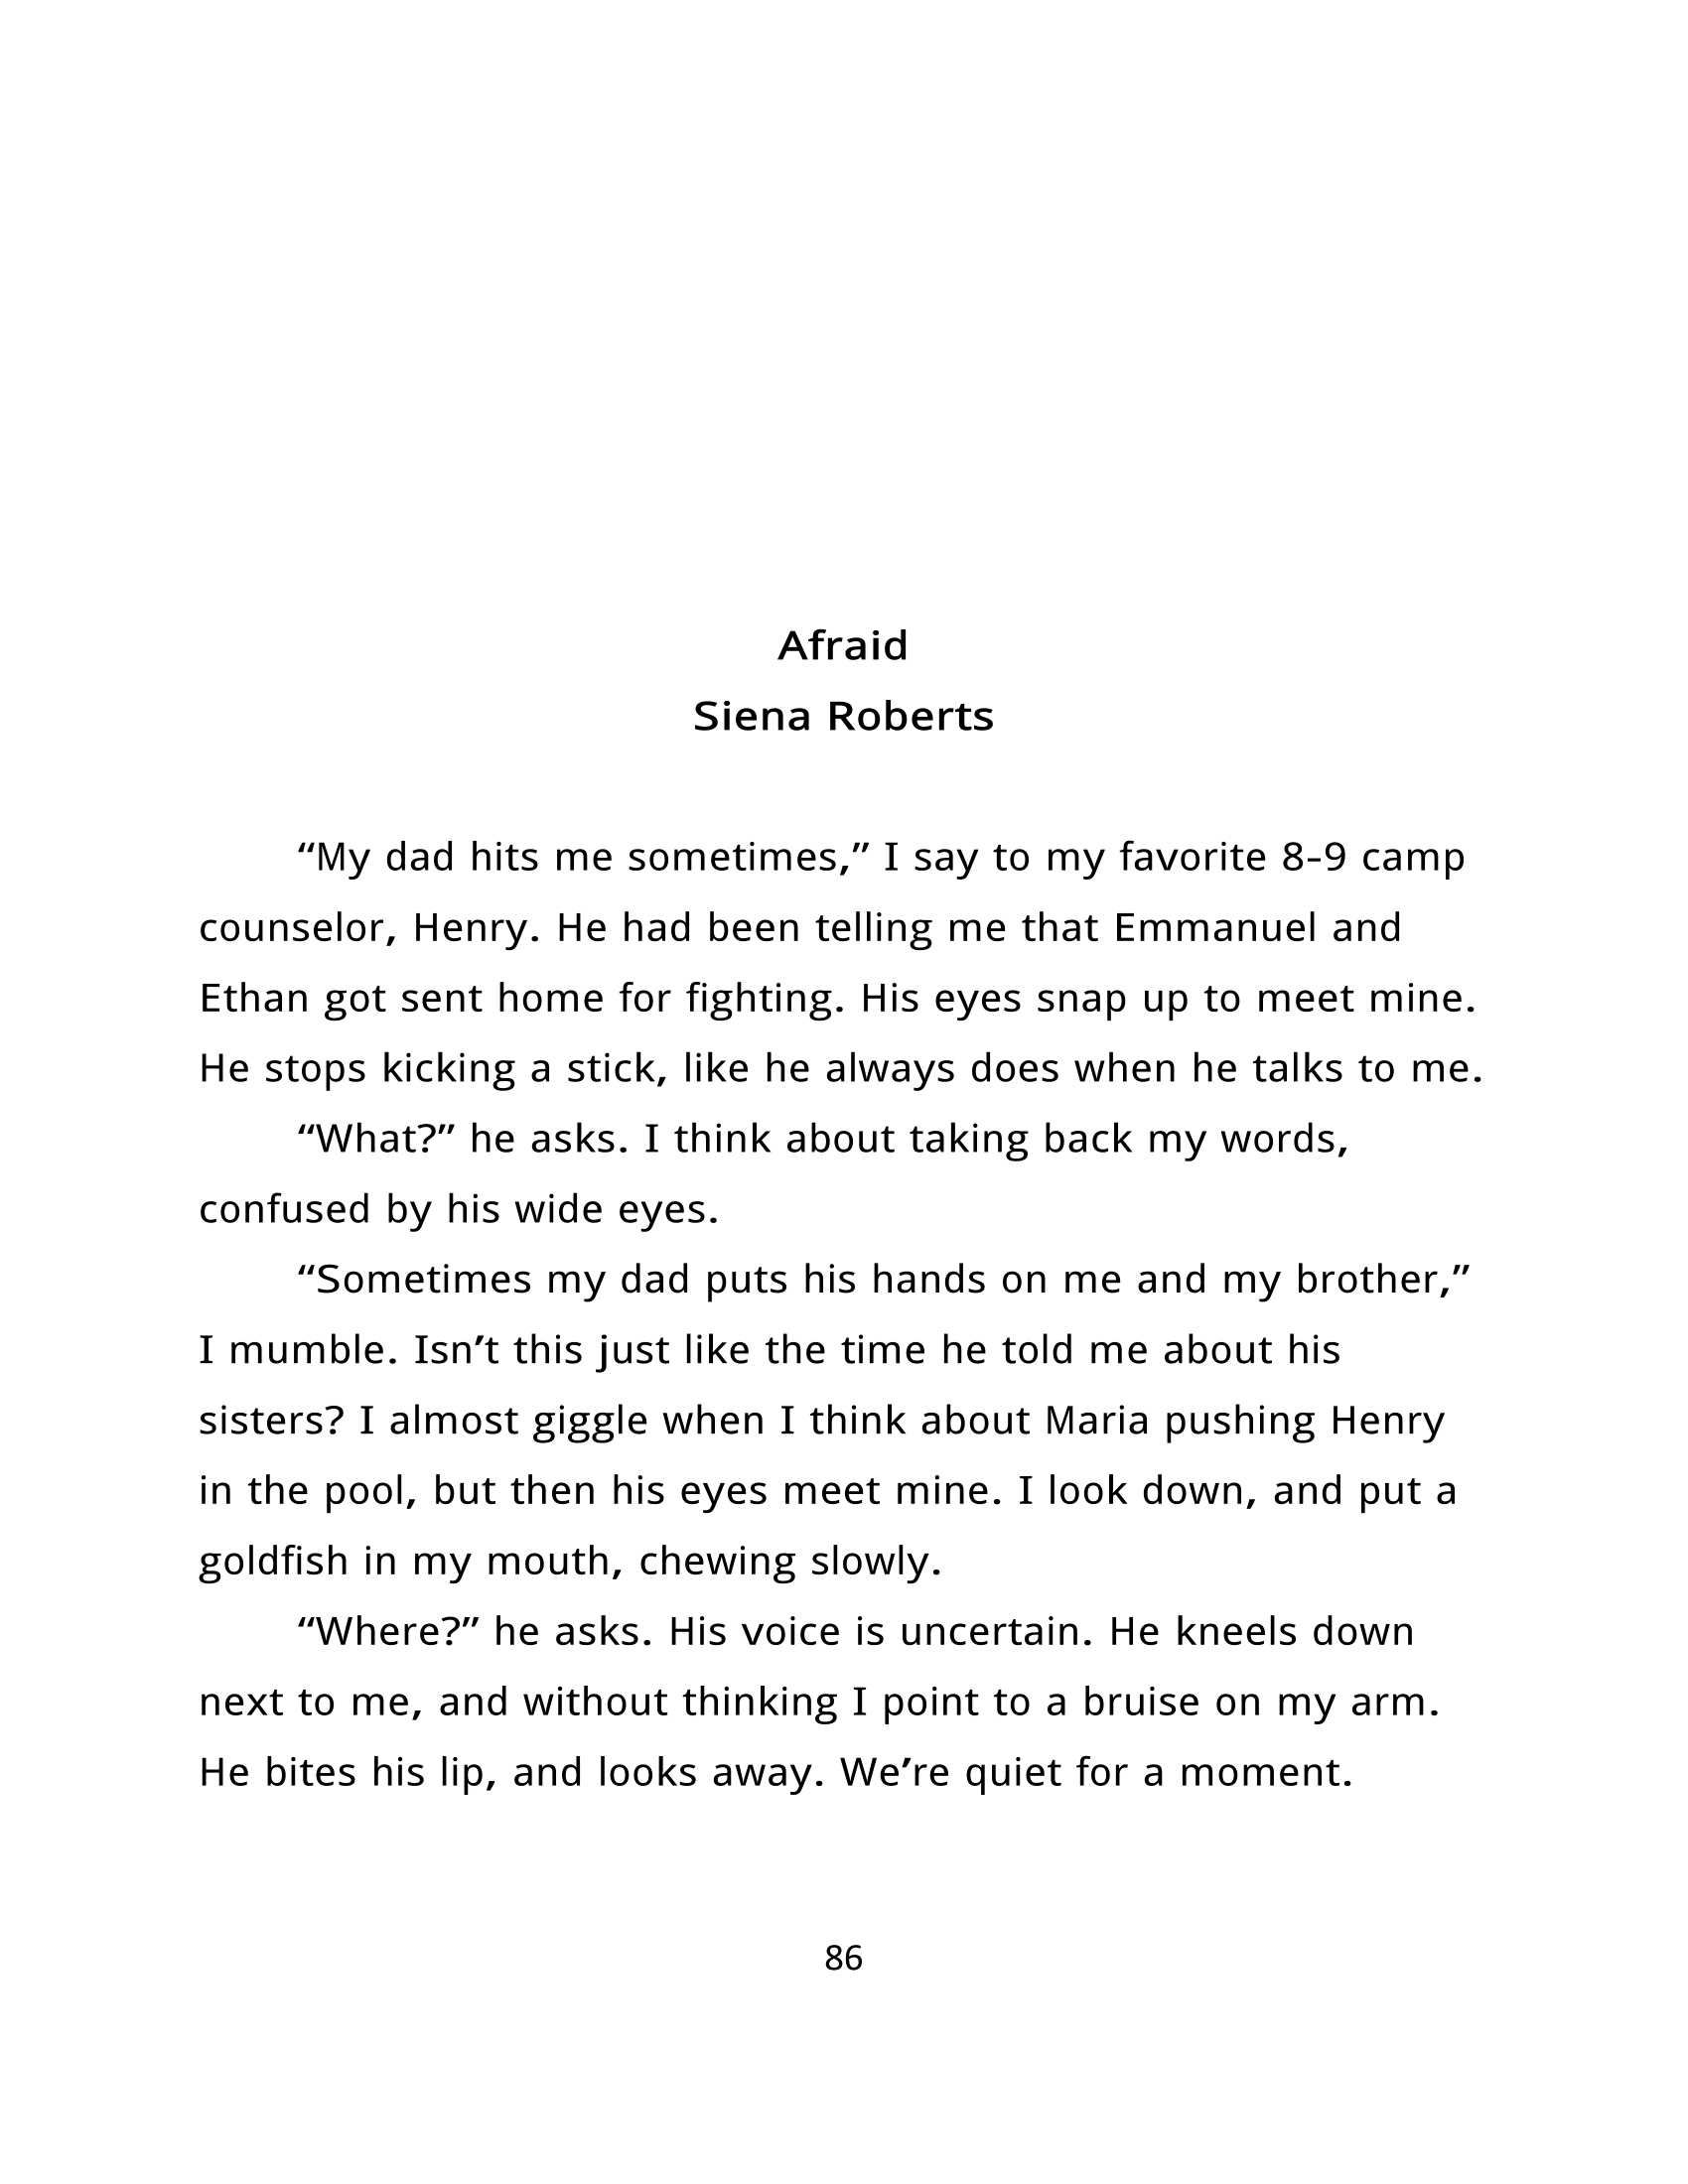 Afraid
Siena Roberts
“My dad hits me sometimes,” I say to my favorite 8-9 camp
counselor, Henry. He had been telling me that Emmanuel and
Ethan got sent home for fighting. His eyes snap up to meet mine.
He stops kicking a stick, like he always does when he talks to me.
“What?” he asks. I think about taking back my words,
confused by his wide eyes.
“Sometimes my dad puts his hands on me and my brother,”
I mumble. Isn’t this just like the time he told me about his
sisters? I almost giggle when I think about Maria pushing Henry
in the pool, but then his eyes meet mine. I look down, and put a
goldfish in my mouth, chewing slowly.
“Where?” he asks. His voice is uncertain. He kneels down
next to me, and without thinking I point to a bruise on my arm.
He bites his lip, and looks away. We’re quiet for a moment.
86